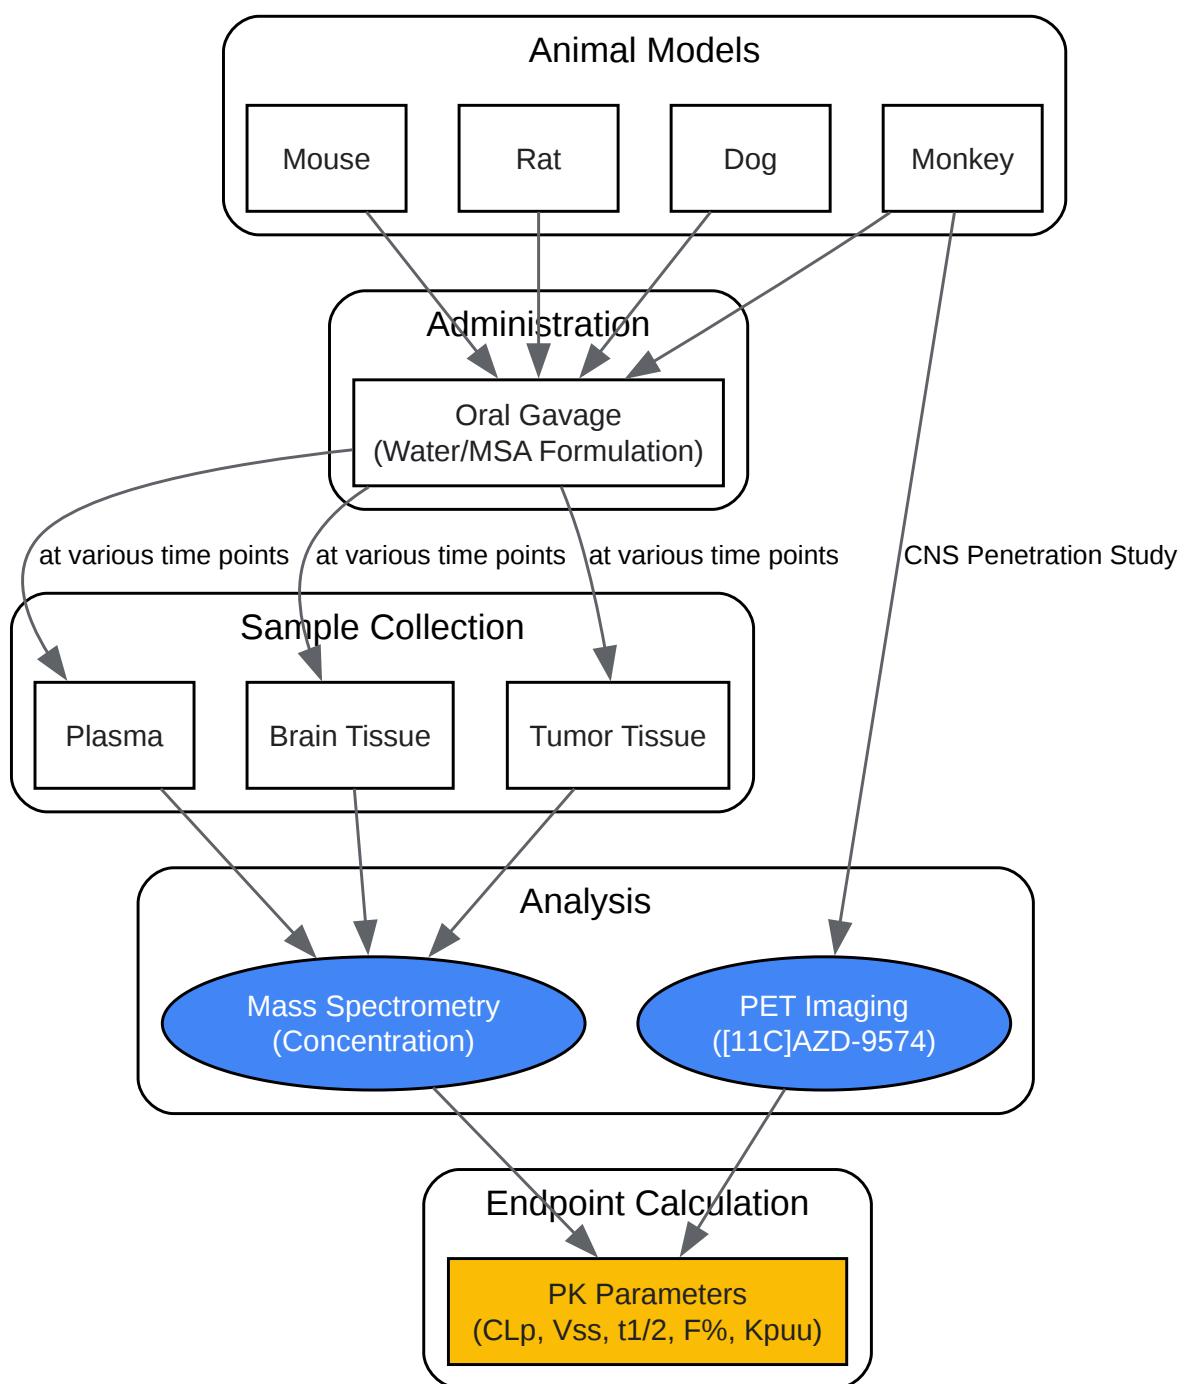 Animal Models
Mouse
Rat
Dog
Monkey
Administration
Oral Gavage
(Water/MSA Formulation)
at various time points
at various time points
at various time points
CNS Penetration Study
Sample Collection
Plasma
Brain Tissue
Tumor Tissue
Analysis
Mass Spectrometry
(Concentration)
PET Imaging
([11C]AZD-9574)
Endpoint Calculation
PK Parameters
(CLp, Vss, t1/2, F%, Kpuu)